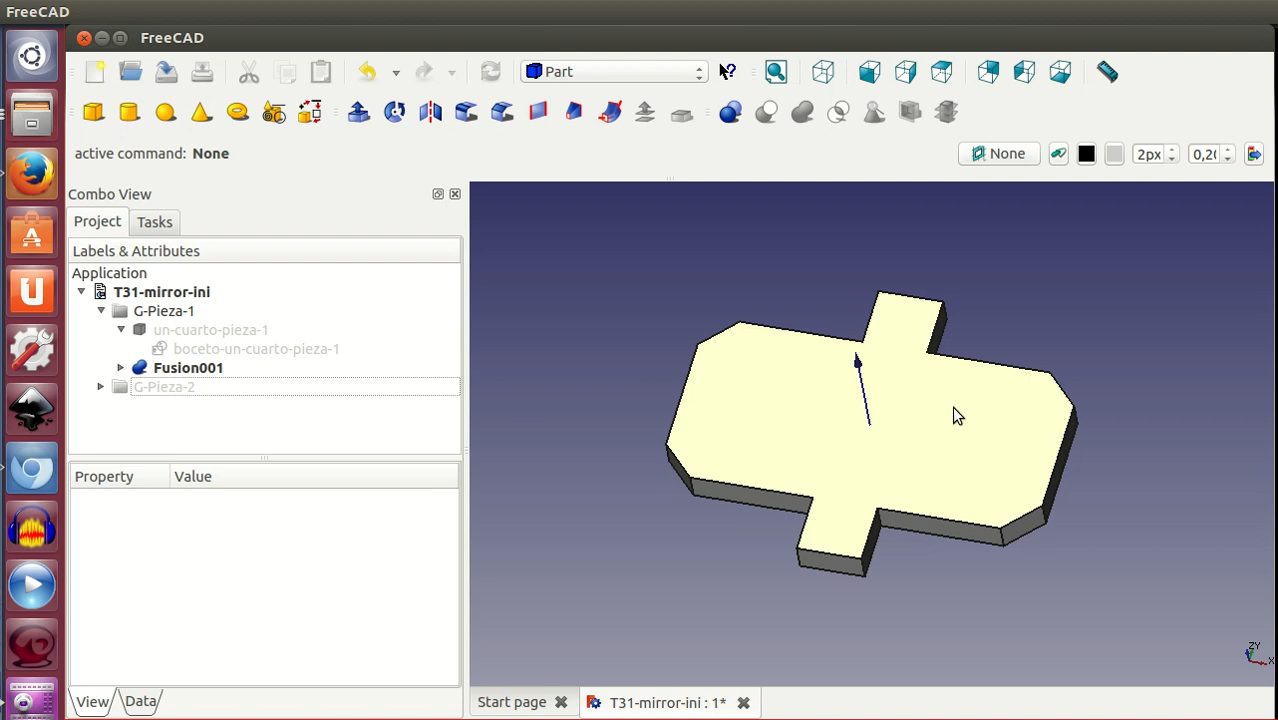 FreeCAD
FreeCAD
Part
active command: None
None
2px
0,20
Combo View
Project
Tasks
Labels & Attributes
Application
T31-mirror-ini
G-Pieza-1
un-cuarto-pieza-1
boceto-un-cuarto-pieza-1
Fusion001
G-Pieza-2
Property
Value
ZY
X
View
Data
Start page
T31-mirror-ini : 1*